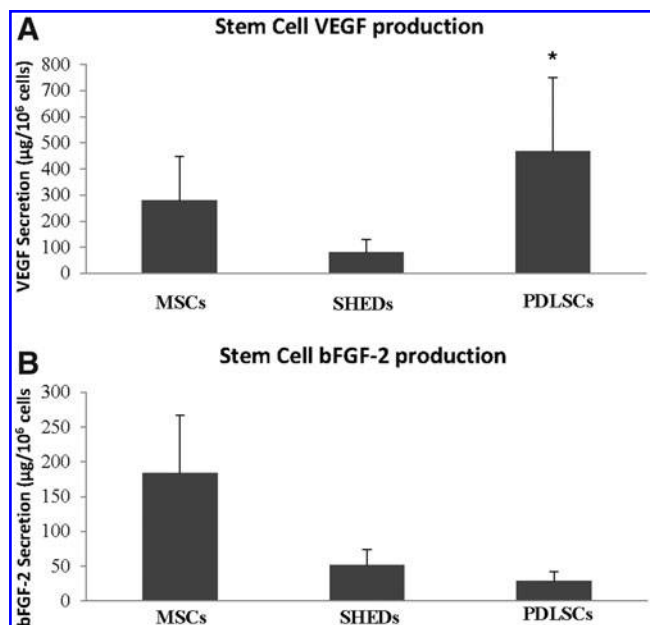 A
Stem Cell VEGF production
VEGF Secretion (µg/10⁶ cells)
800
700
600
500
400
300
200
100
0
*
MSCs
SHEDs
PDLSCs
B
Stem Cell bFGF-2 production
bFGF-2 Secretion (µg/10⁶ cells
300
250
200
150
100
50
0
MSCs
SHEDs
PDLSCs